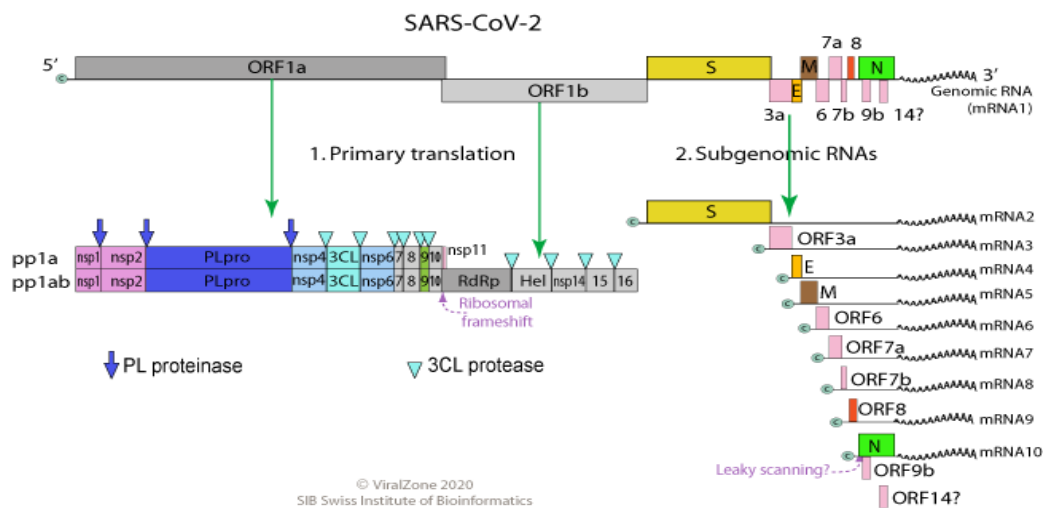 SARS-CoV-2
7a 8
5’ ORF1a S M N 3’
ORF1b E Genomic RNA
(mRNA1)
3a 6 7b 9b 14?
1. Primary translation 2. Subgenomic RNAs
S mRNA2
ORF3a mRNA3
E mRNA4
M mRNA5
ORF6 mRNA6
ORF7a mRNA7
ORF7b mRNA8
ORF8 mRNA9
N mRNA10
Leaky scanning? ORF9b
ORF14?
nsp11
pp1a nsp1 nsp2 PLpro nsp4 3CL nsp6 7 8 9 10
pp1ab nsp1 nsp2 PLpro nsp4 3CL nsp6 7 8 9 10 RdRp Hel nsp14 15 16
Ribosomal
frameshift
PL proteinase 3CL protease
© ViralZone 2020
SIB Swiss Institute of Bioinformatics